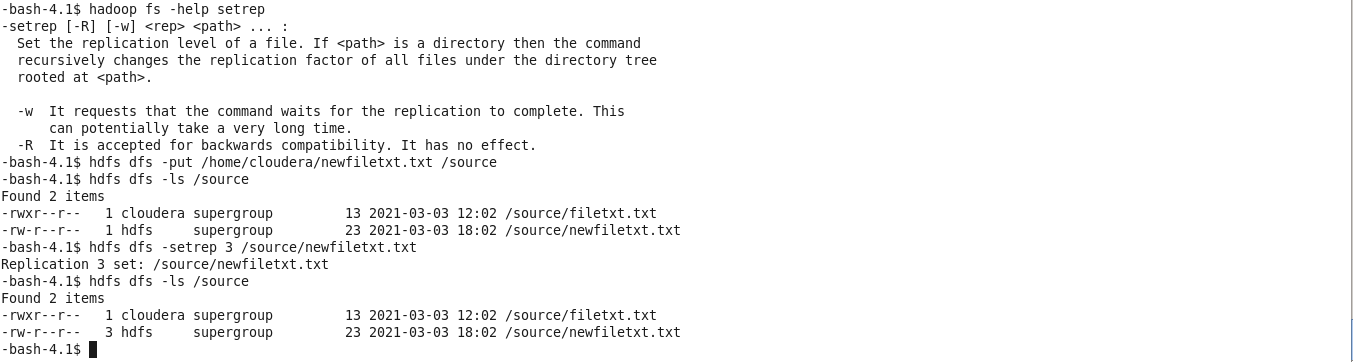 -bash-4.1$ hadoop fs -help setrep
-setrep [-R] [-w] <rep> <path> ... :
  Set the replication level of a file. If <path> is a directory then the command
  recursively changes the replication factor of all files under the directory tree
  rooted at <path>.

  -w  It requests that the command waits for the replication to complete. This
      can potentially take a very long time.
  -R  It is accepted for backwards compatibility. It has no effect.
-bash-4.1$ hdfs dfs -put /home/cloudera/newfiletxt.txt /source
-bash-4.1$ hdfs dfs -ls /source
Found 2 items
-rwxr--r--   1 cloudera supergroup         13 2021-03-03 12:02 /source/filetxt.txt
-rw-r--r--   1 hdfs     supergroup         23 2021-03-03 18:02 /source/newfiletxt.txt
-bash-4.1$ hdfs dfs -setrep 3 /source/newfiletxt.txt
Replication 3 set: /source/newfiletxt.txt
-bash-4.1$ hdfs dfs -ls /source
Found 2 items
-rwxr--r--   1 cloudera supergroup         13 2021-03-03 12:02 /source/filetxt.txt
-rw-r--r--   3 hdfs     supergroup         23 2021-03-03 18:02 /source/newfiletxt.txt
-bash-4.1$